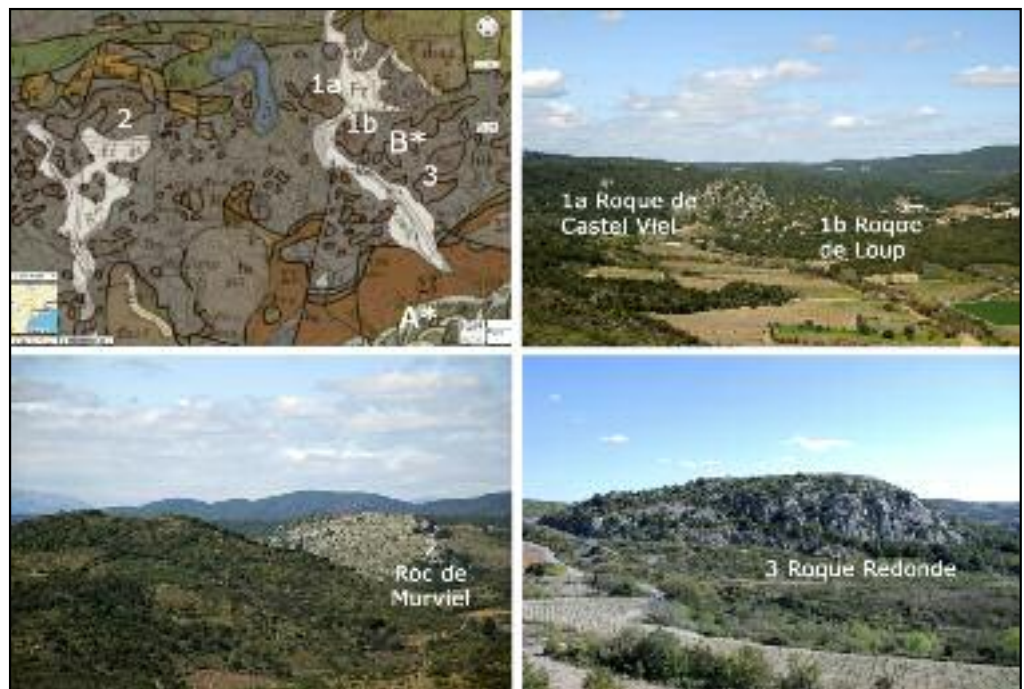 2
1a
Fr
1b
B*
3
A*
1a Roque de
Castel Viel
1b Roque
de Loup
Roc de
Murviel
3 Roque Redonde